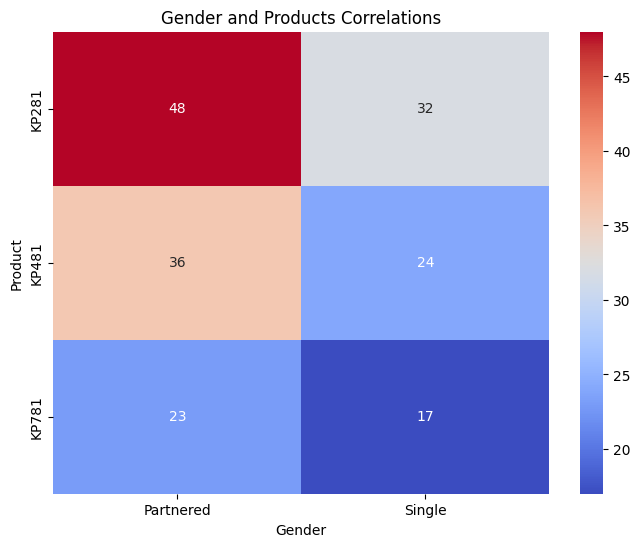 Gender and Products Correlations
Product
KP281
KP481
KP781
48
32
36
24
23
17
Partnered
Single
Gender
45
40
35
30
25
20